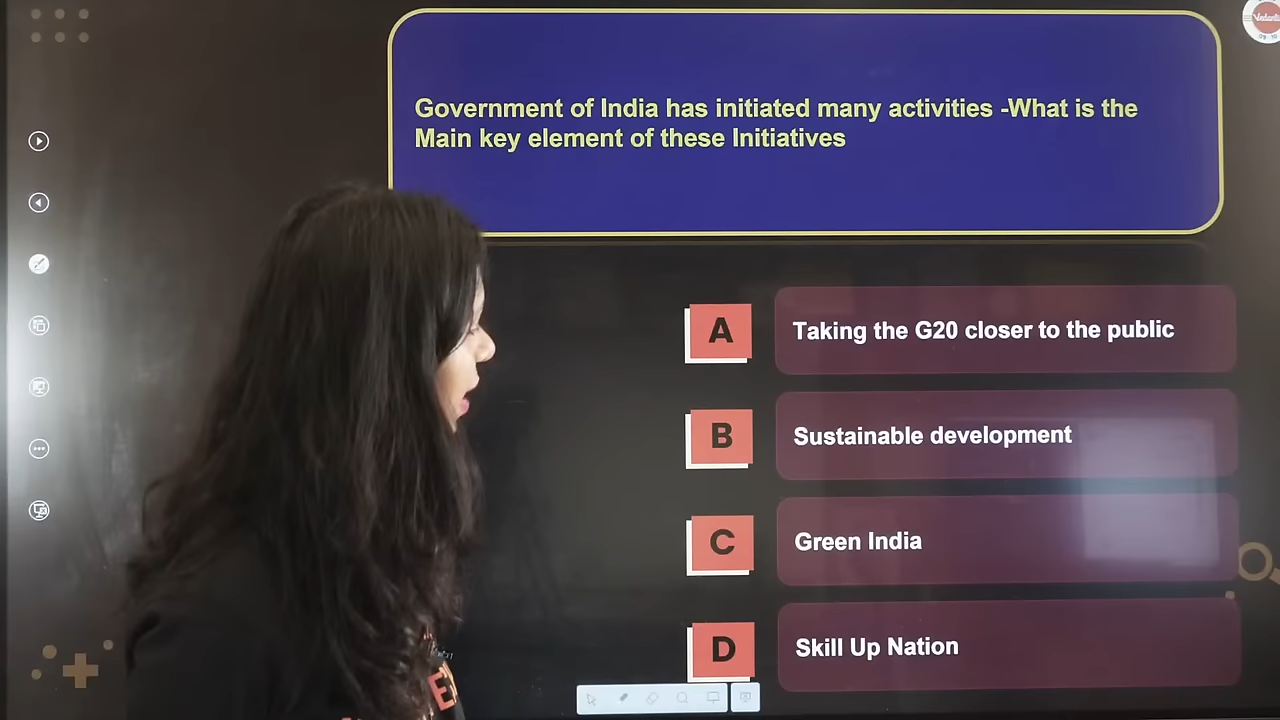 Government of India has initiated many activities -What is the
Main key element of these Initiatives
A
Taking the G20 closer to the public
B
Sustainable development
C
Green India
D
Skill Up Nation